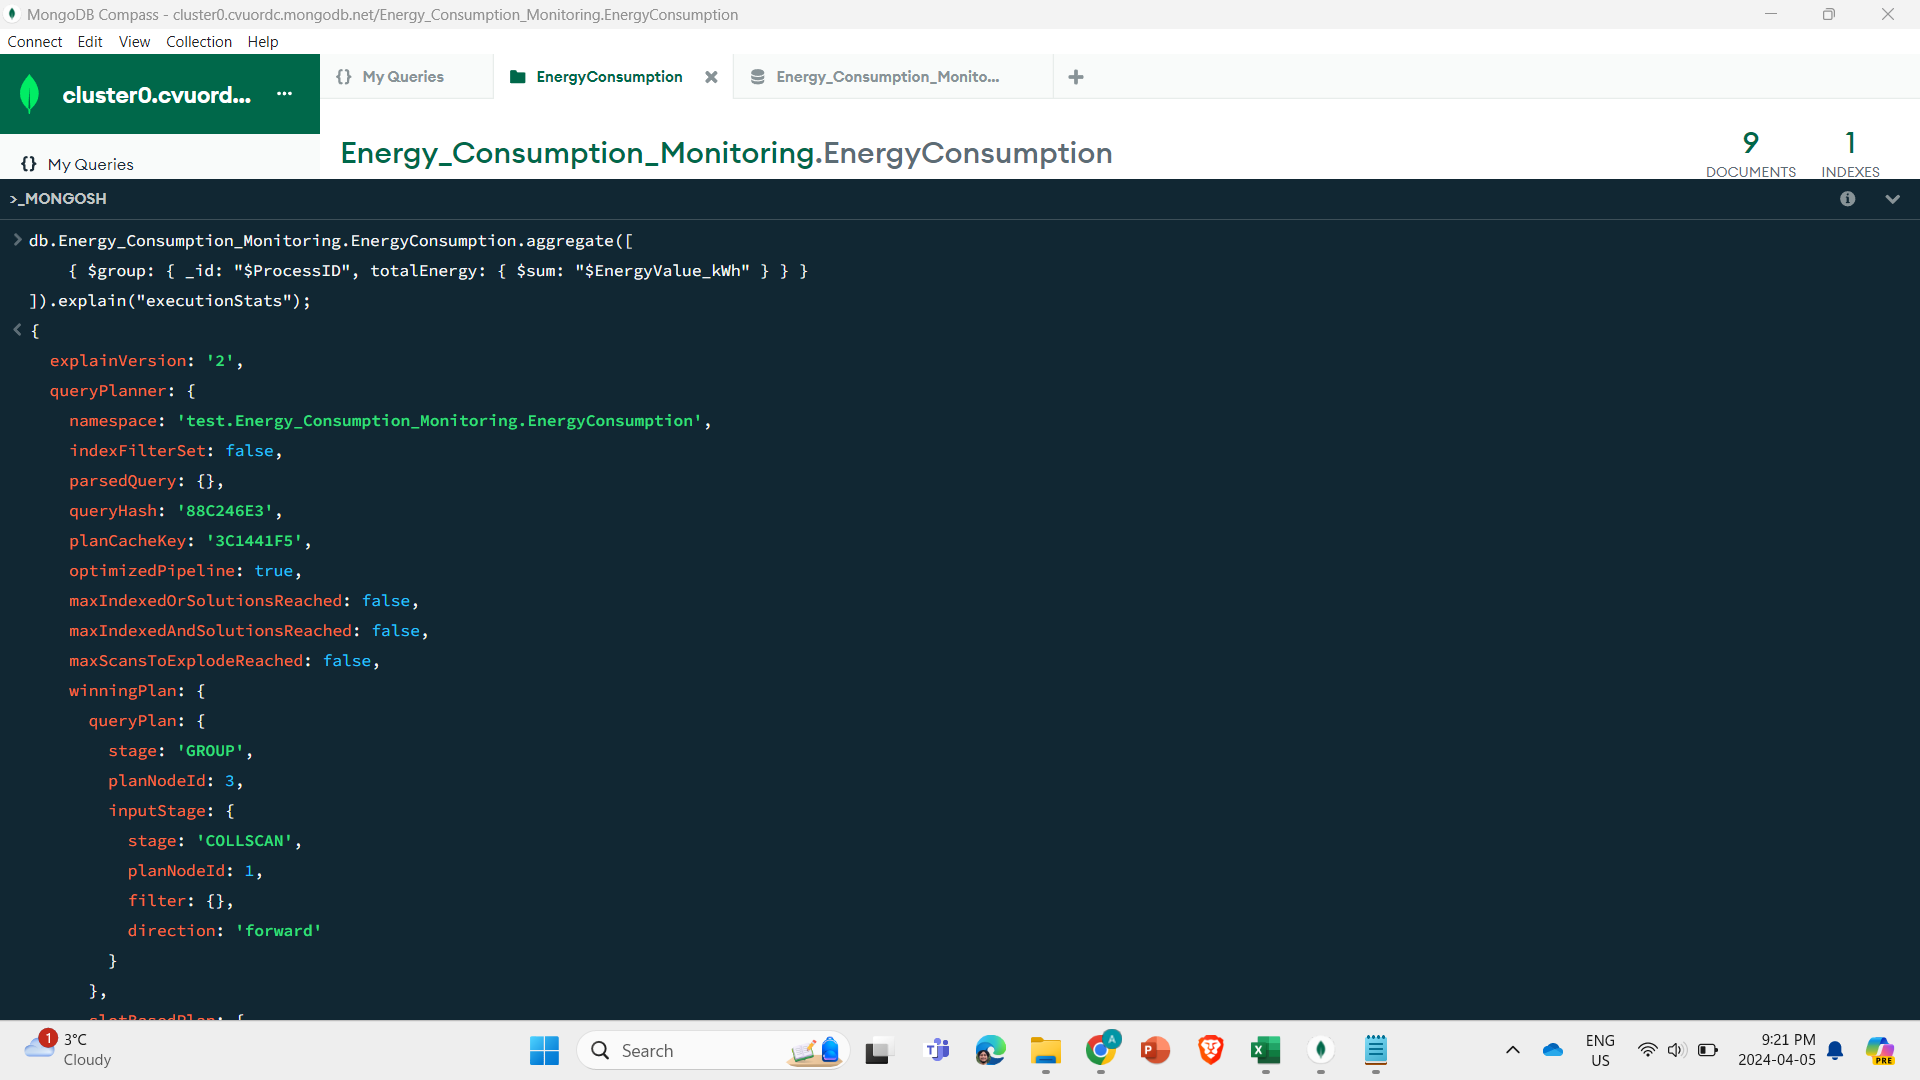 MongoDB Compass - cluster0.cvuordc.mongodb.net/Energy_Consumption_Monitoring.EnergyConsumption
Connect Edit View Collection Help
cluster0.cvuord... ...
{} My Queries
EnergyConsumption
Energy_Consumption_Monito...
{} My Queries
Energy_Consumption_Monitoring.EnergyConsumption
9
DOCUMENTS
1
INDEXES
>_MONGOSH
> db.Energy_Consumption_Monitoring.EnergyConsumption.aggregate([
{ $group: { _id: "$ProcessID", totalEnergy: { $sum: "$EnergyValue_kWh" } } }
]).explain("executionStats");
< {
explainVersion: '2',
queryPlanner: {
namespace: 'test.Energy_Consumption_Monitoring.EnergyConsumption',
indexFilterSet: false,
parsedQuery: {},
queryHash: '88C246E3',
planCacheKey: '3C1441F5',
optimizedPipeline: true,
maxIndexedOrSolutionsReached: false,
maxIndexedAndSolutionsReached: false,
maxScansToExplodeReached: false,
winningPlan: {
queryPlan: {
stage: 'GROUP',
planNodeId: 3,
inputStage: {
stage: 'COLLSCAN',
planNodeId: 1,
filter: {},
direction: 'forward'
}
},
slotBasedPlan: {
1
3°C
Cloudy
Search
A
ENG
US
9:21 PM
2024-04-05
PRE